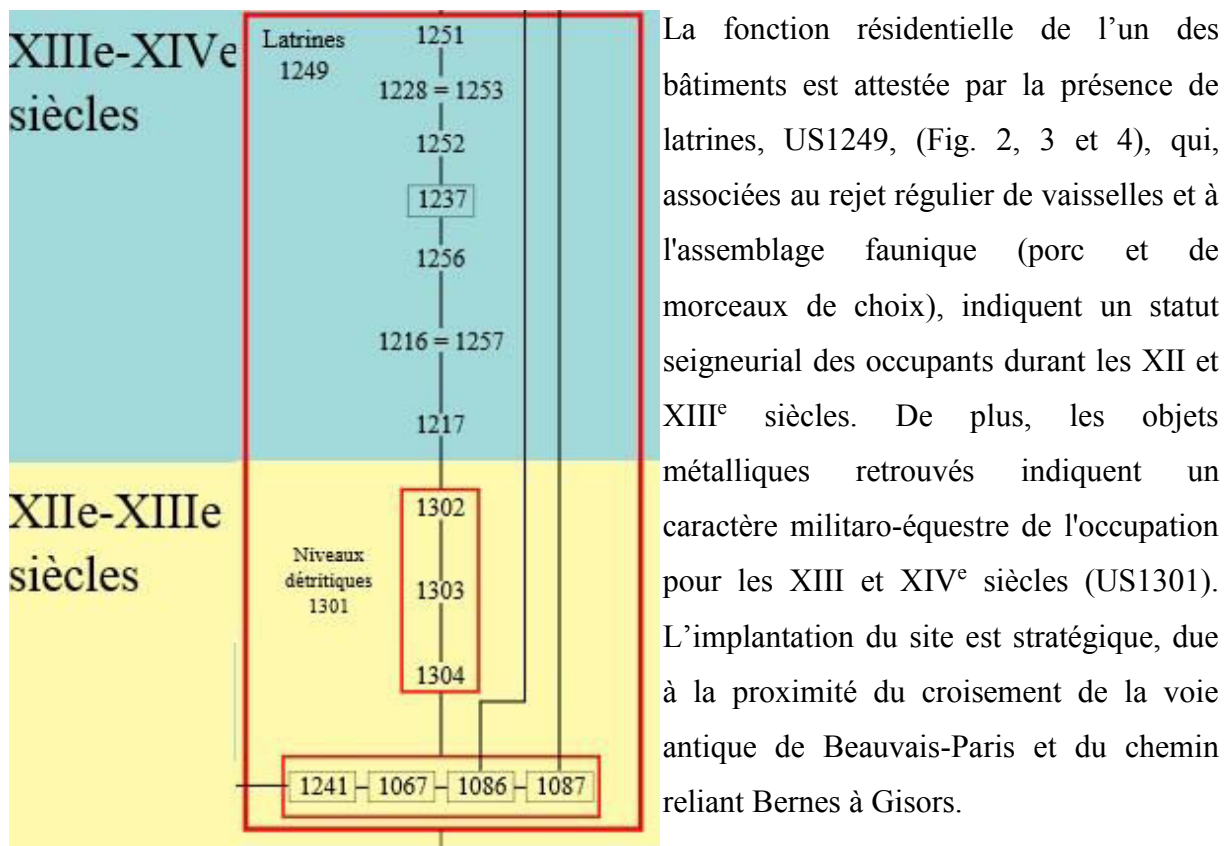 XIIIe-XIVe
siècles
Latrines
1249
1251
1228 = 1253
1252
1237
1256
1216 = 1257
1217
XIIe-XIIIe
siècles
Niveaux
détritiques
1301
1302
1303
1304
1241
1067
1086
1087
La fonction résidentielle de l’un des
bâtiments est attestée par la présence de
latrines, US1249, (Fig. 2, 3 et 4), qui,
associées au rejet régulier de vaisselles et à
l'assemblage faunique (porc et de
morceaux de choix), indiquent un statut
seigneurial des occupants durant les XII et
XIIIe siècles. De plus, les objets
métalliques retrouvés indiquent un
caractère militaro-équestre de l'occupation
pour les XIII et XIVe siècles (US1301).
L’implantation du site est stratégique, due
à la proximité du croisement de la voie
antique de Beauvais-Paris et du chemin
reliant Bernes à Gisors.